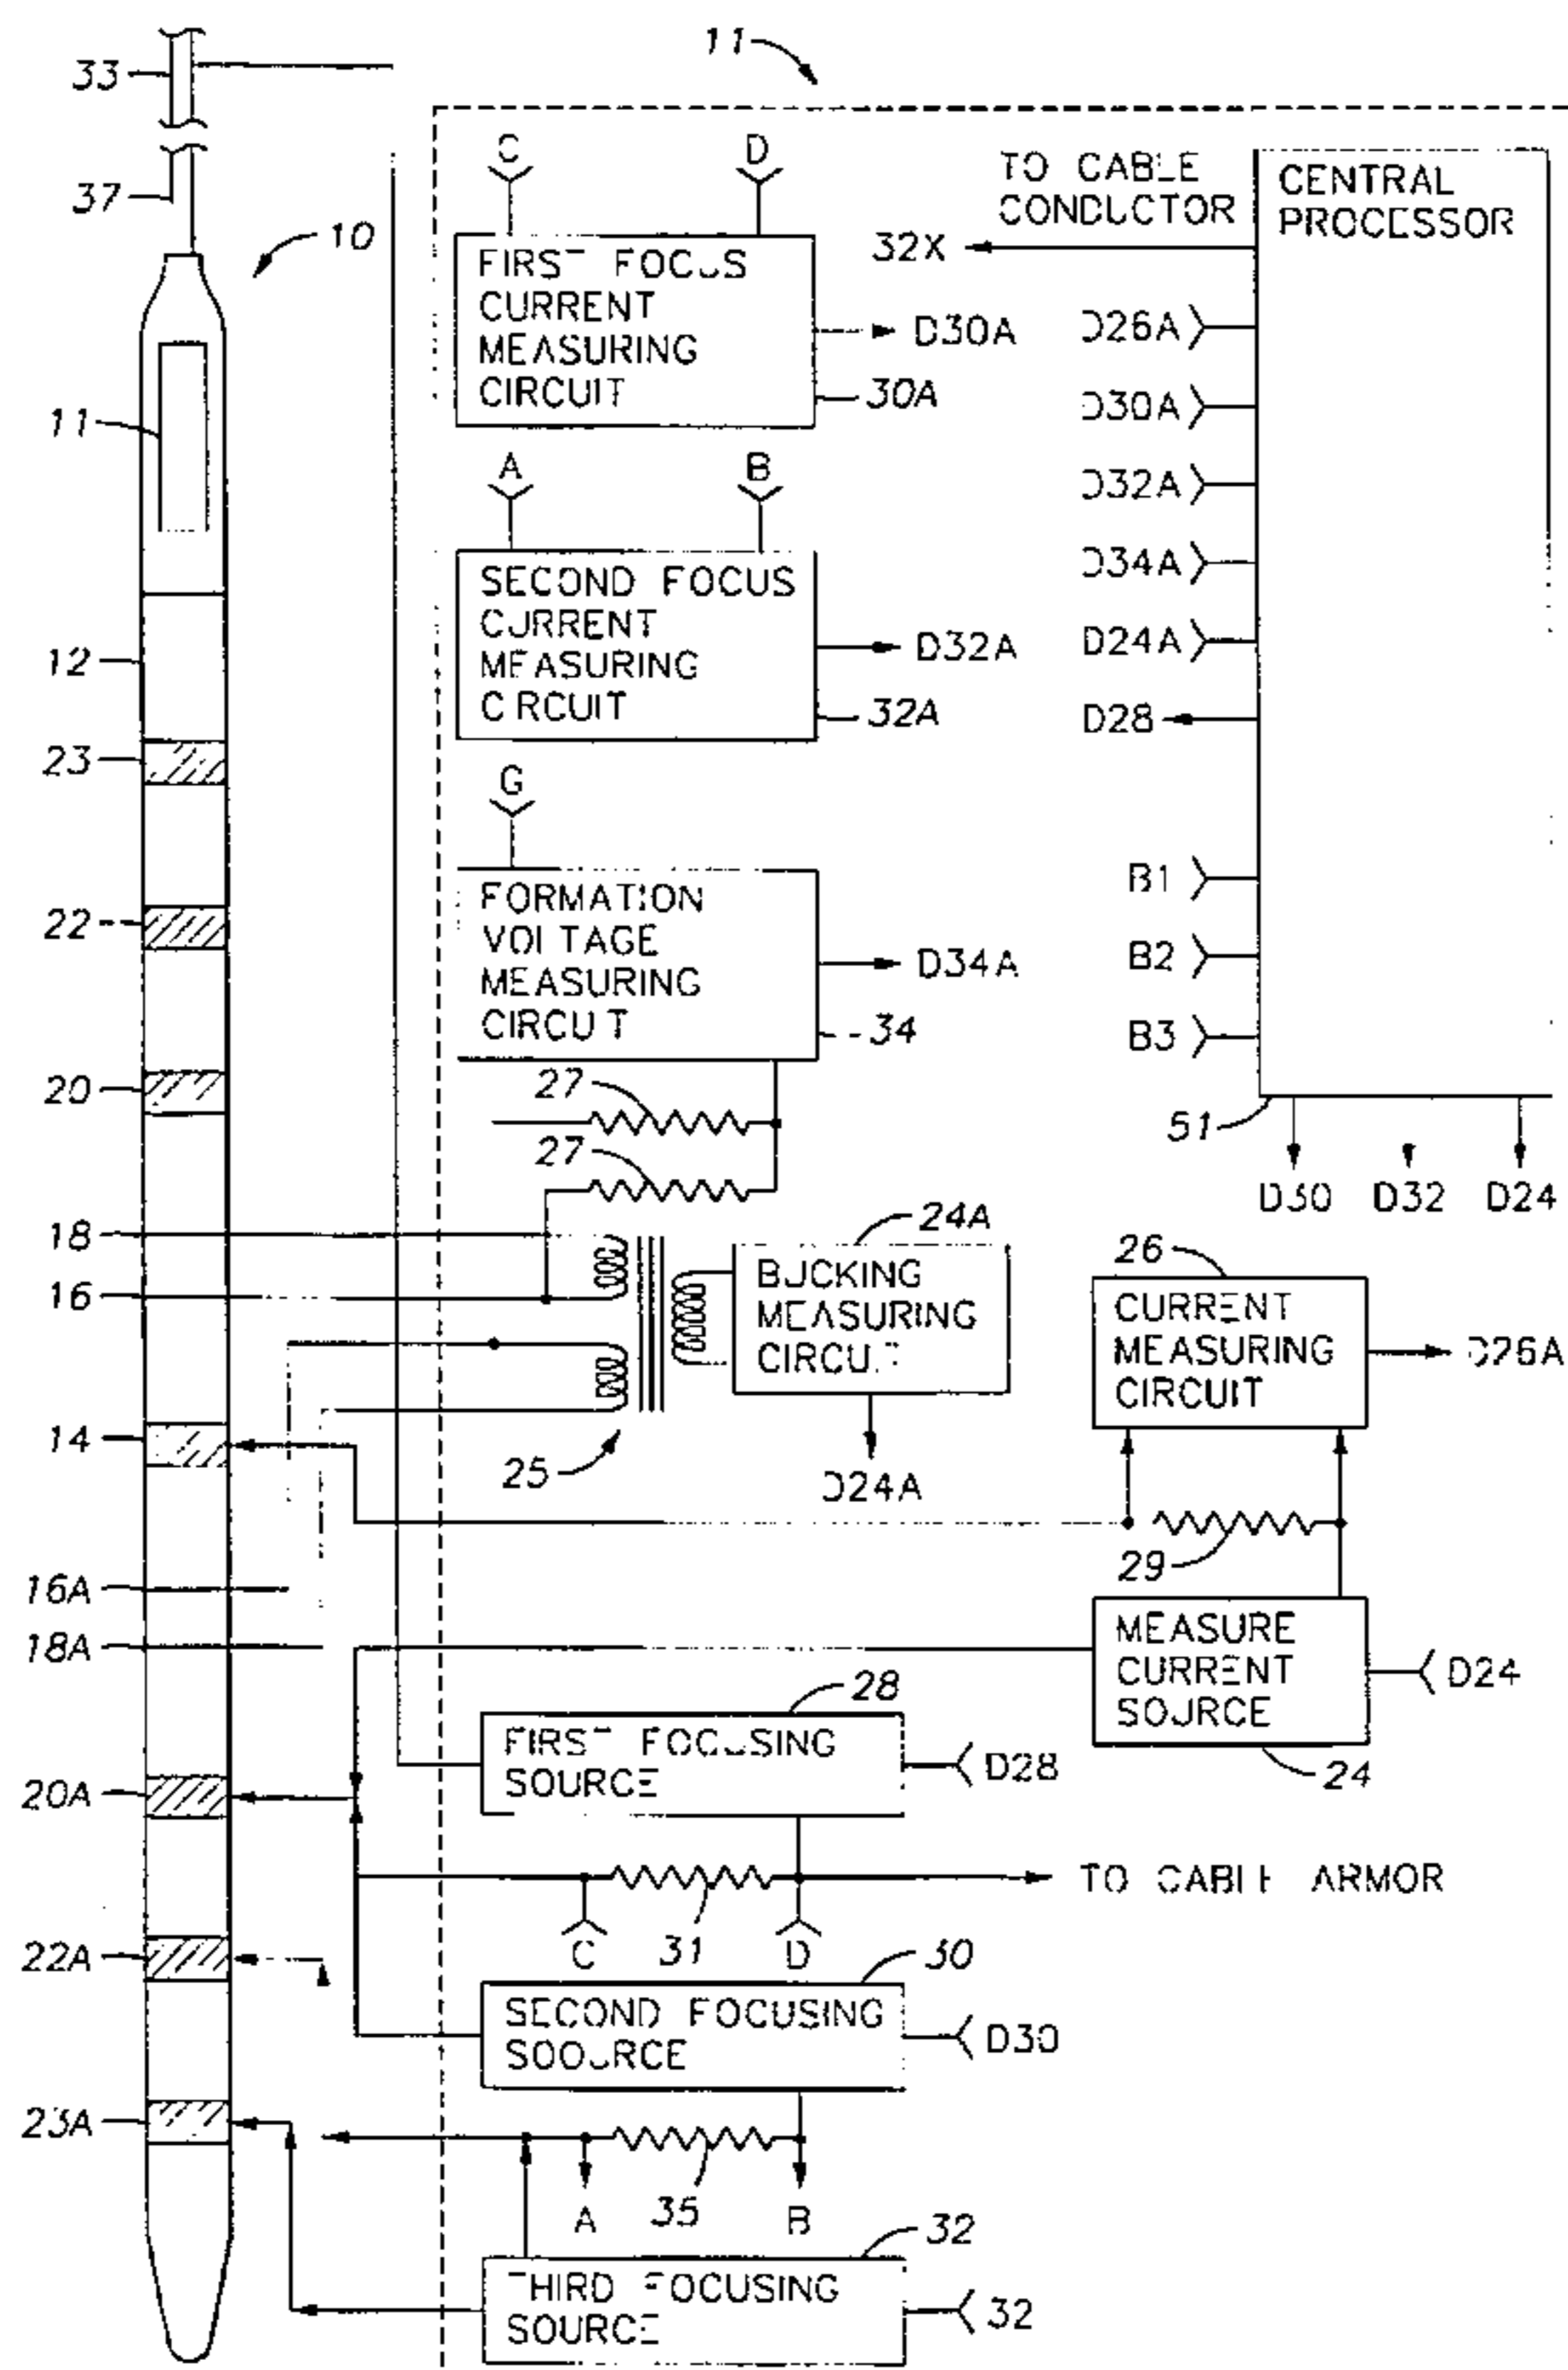 33
37
10
11
12
23
22
20
18
16
14
16A
18A
20A
22A
23A
11
C
D
FIRST FOCUS
CURRENT
MEASURING
CIRCUIT
D30A
30A
A
B
SECOND FOCUS
CURRENT
MEASURING
CIRCUIT
D32A
32A
G
FORMATION
VOLTAGE
MEASURING
CIRCUIT
D34A
34
27
27
24A
BUCKING
MEASURING
CIRCUIT
25
D24A
TO CABLE
CONDUCTOR
32X
CENTRAL
PROCESSOR
D26A
D30A
D32A
D34A
D24A
D28
B1
B2
B3
51
D30
D32
D24
26
CURRENT
MEASURING
CIRCUIT
D26A
29
MEASURE
CURRENT
SOURCE
D24
24
28
FIRST FOCUSING
SOURCE
D28
TO CABLE ARMOR
C
31
D
30
SECOND FOCUSING
SOOURCE
D30
A
35
B
32
THIRD FOCUSING
SOURCE
32